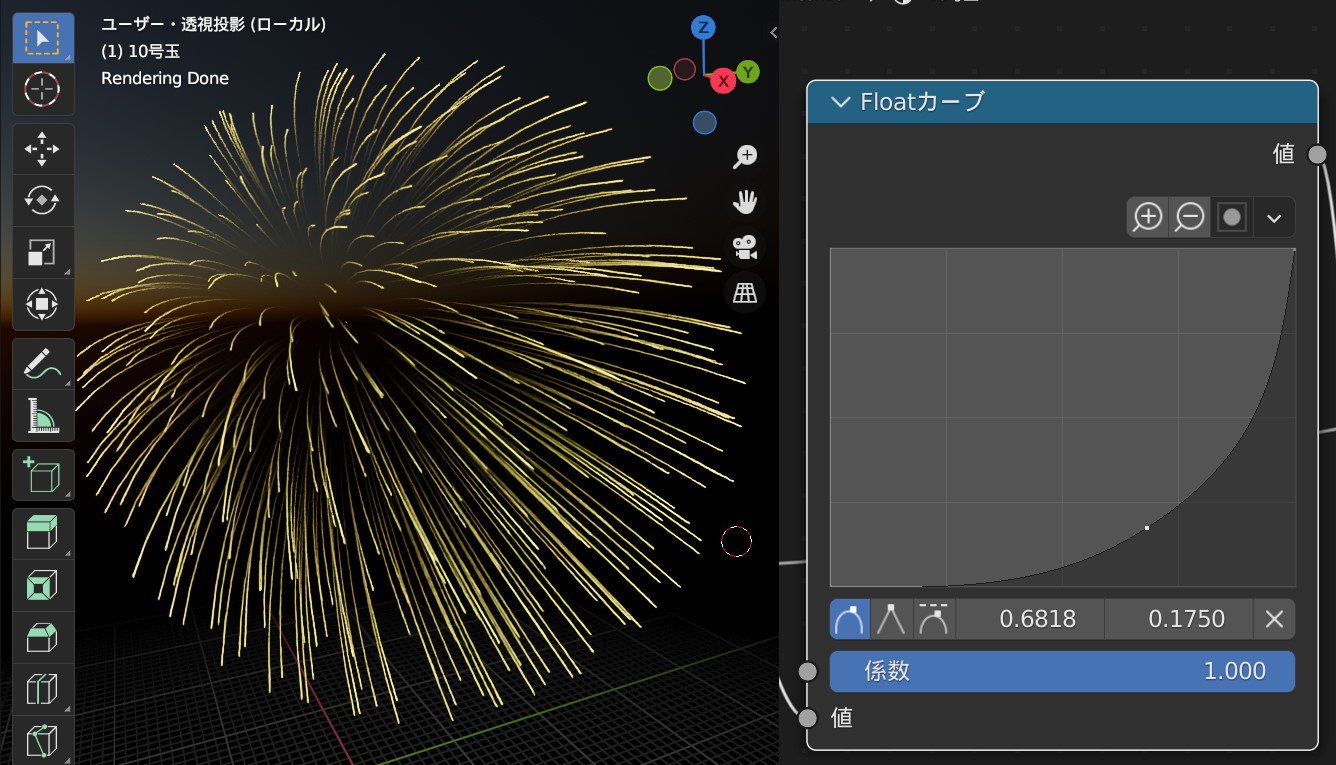 ユーザー・透視投影 (ローカル)
(1) 10号玉
Rendering Done
Z
X
Y
Floatカーブ
値
0.6818
0.1750
係数
1.000
値